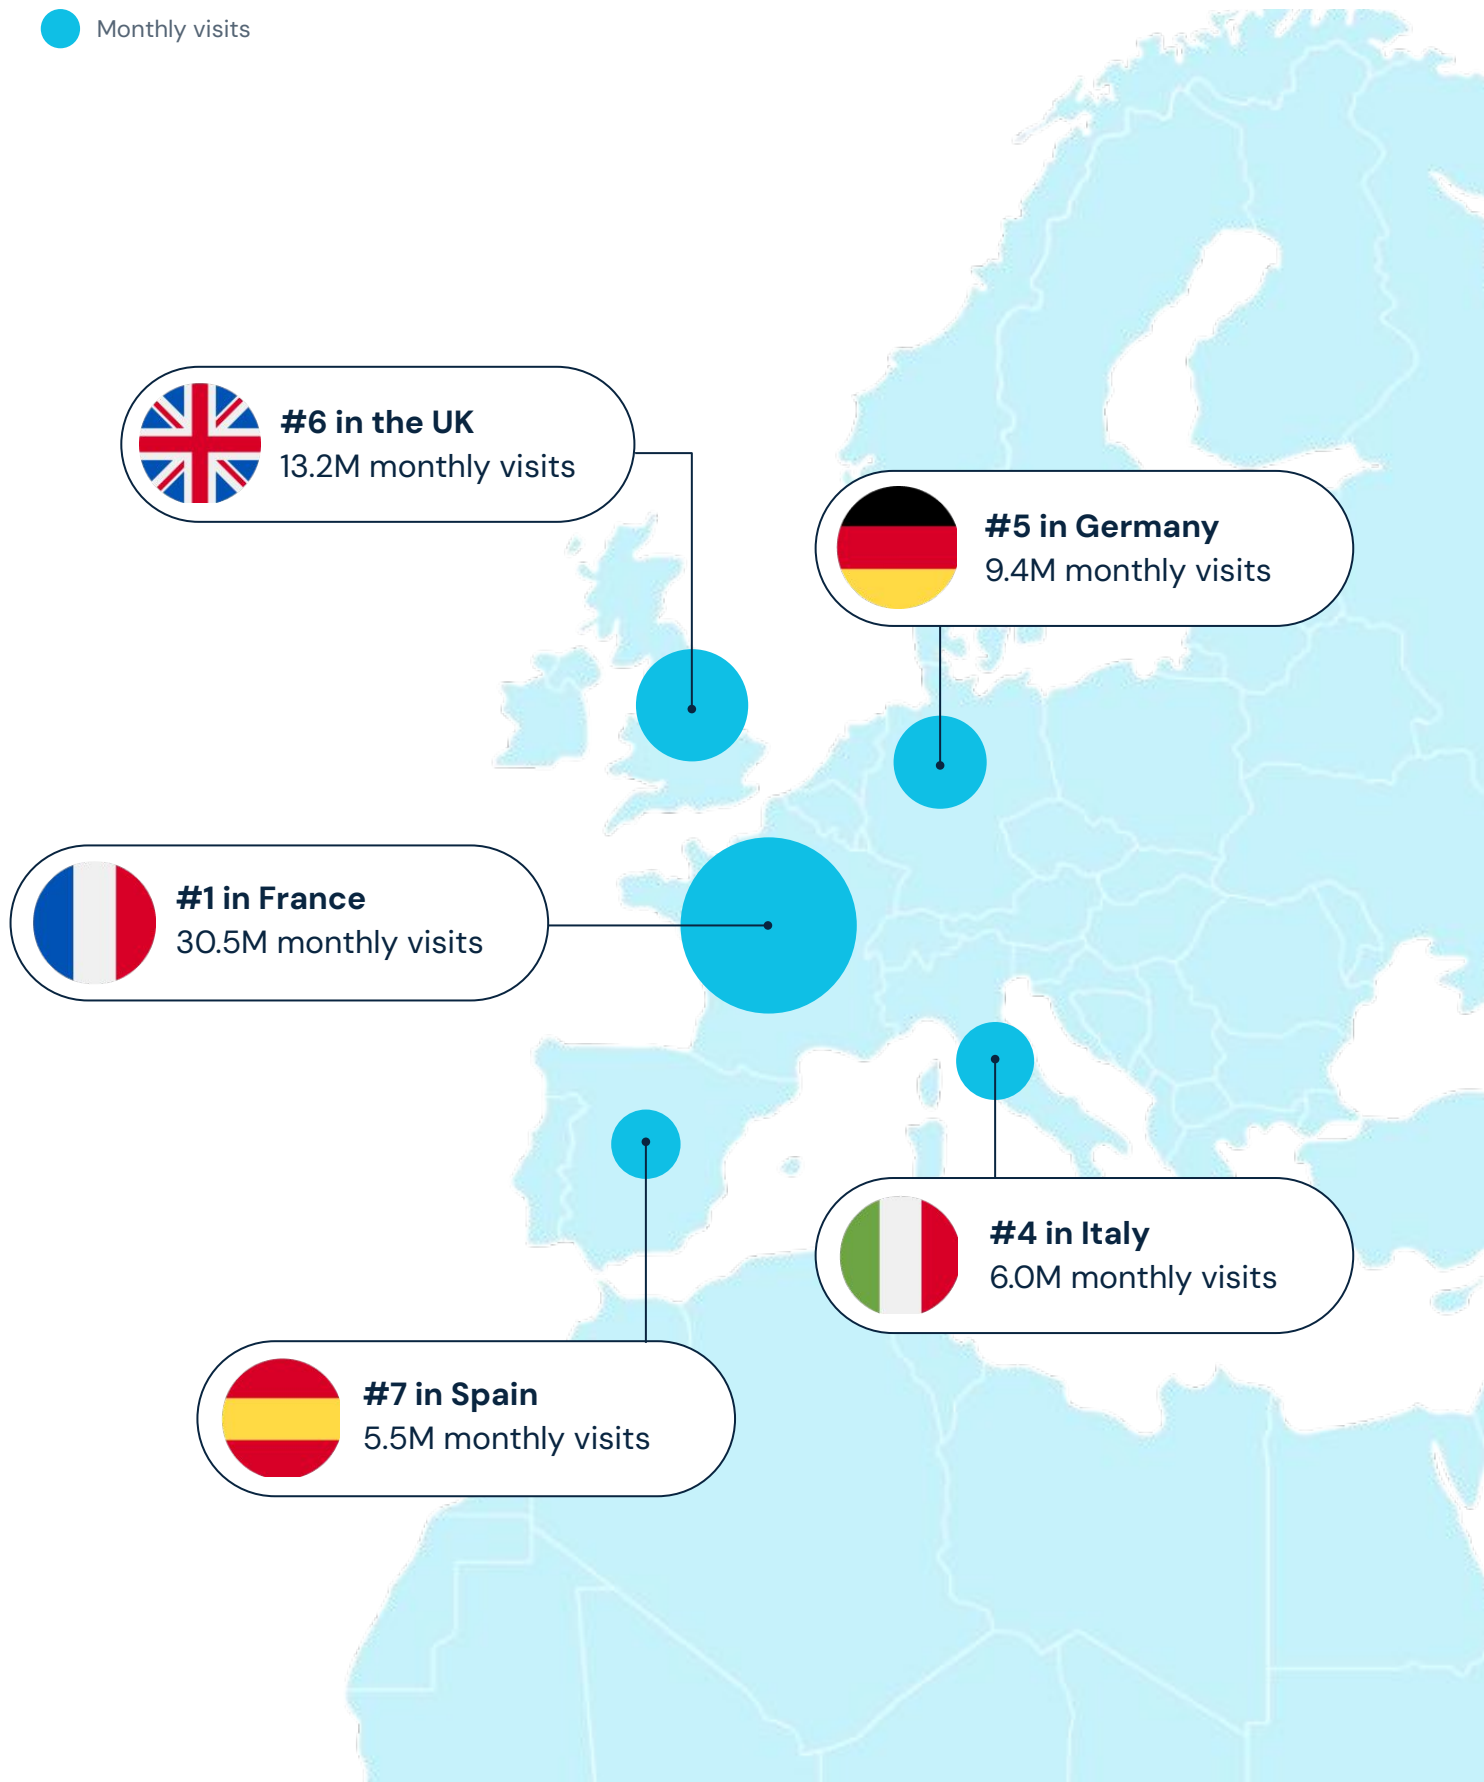 Monthly visits
#6 in the UK
13.2M monthly visits
#5 in Germany
9.4M monthly visits
#1 in France
30.5M monthly visits
#4 in Italy
6.0M monthly visits
#7 in Spain
5.5M monthly visits